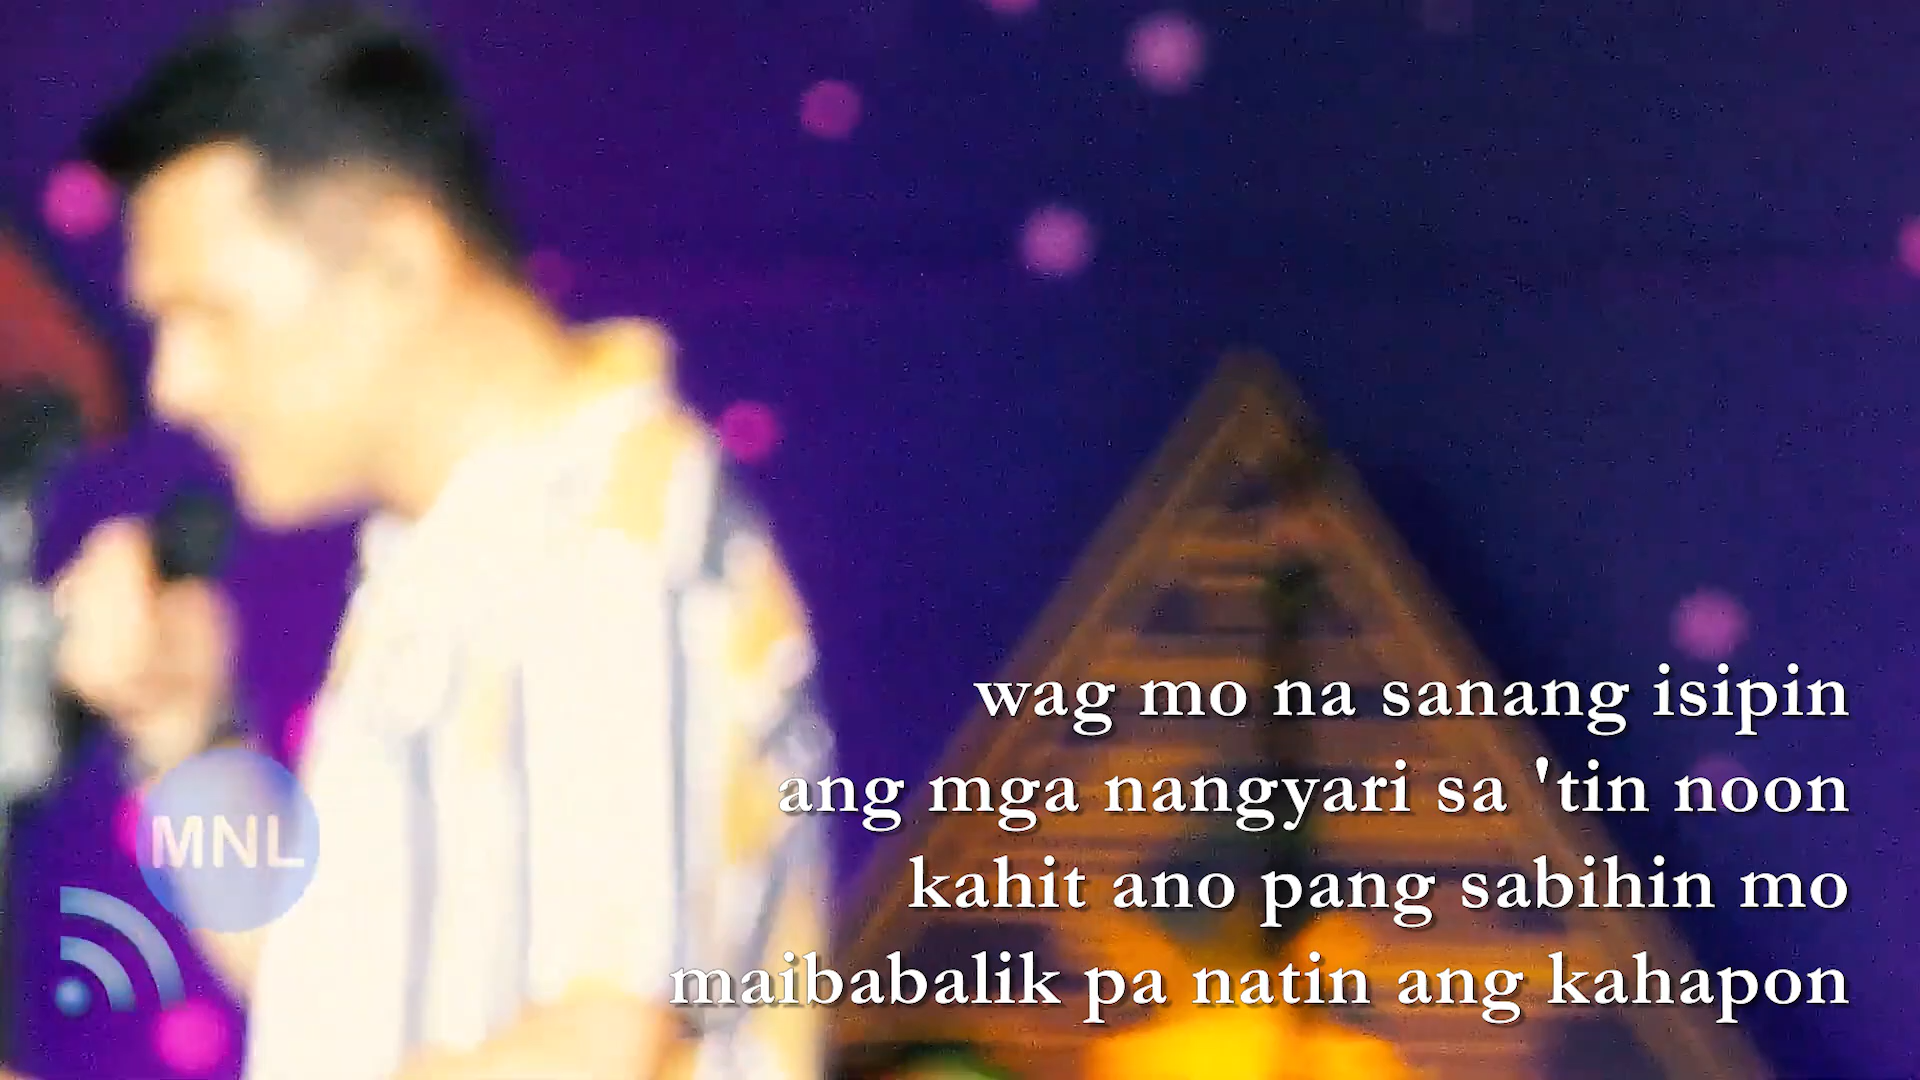 wag mo na sanang isipin
ang mga nangyari sa 'tin noon
kahit ano pang sabihin mo
maibabalik pa natin ang kahapon
MNL